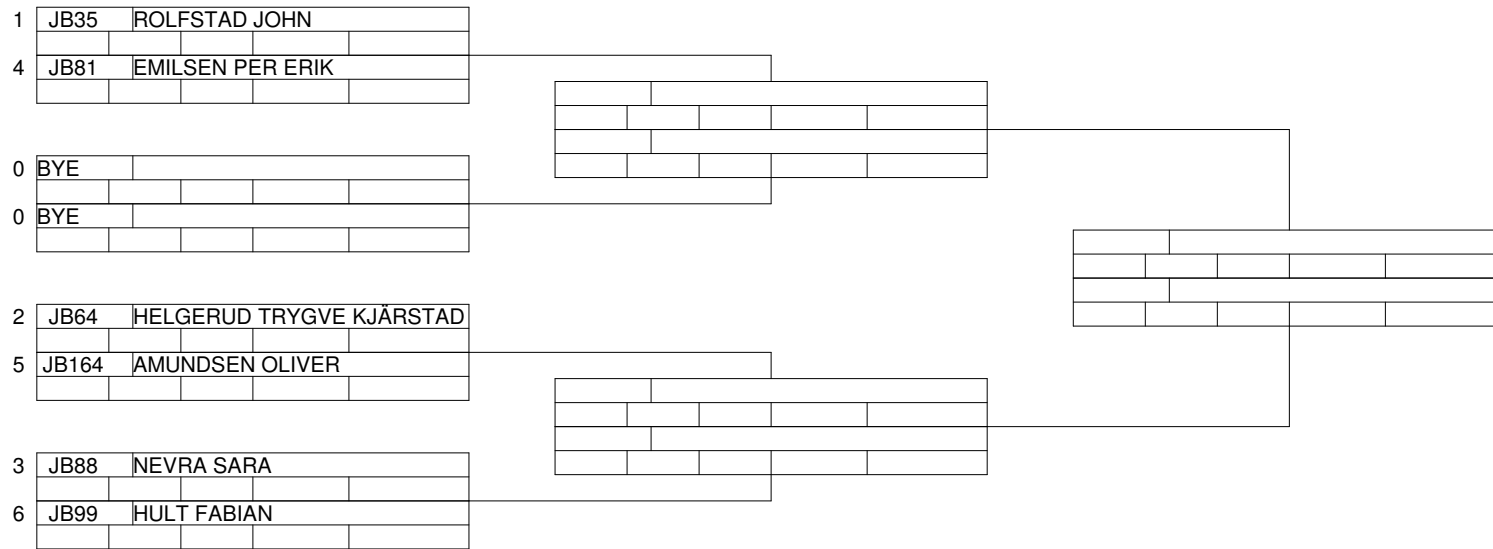 1 JB35 ROLFSTAD JOHN
4 JB81 EMILSEN PER ERIK
0 BYE
0 BYE
2 JB64 HELGERUD TRYGVE KJÄRSTAD
5 JB164 AMUNDSEN OLIVER
3 JB88 NEVRA SARA
6 JB99 HULT FABIAN